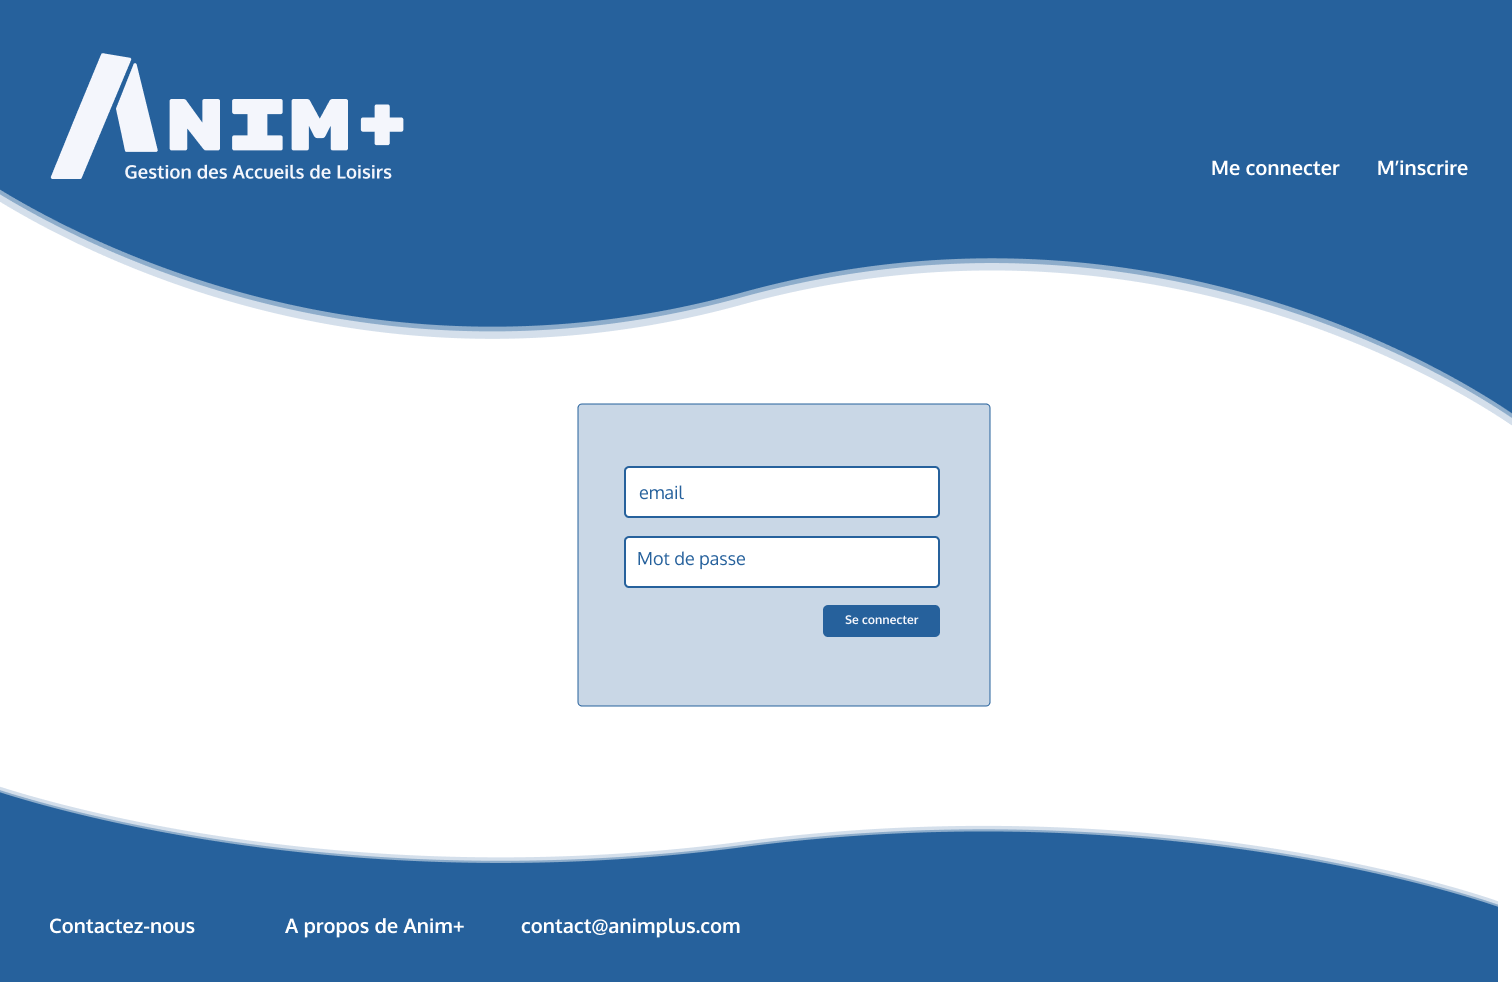 ANIM+
Gestion des Accueils de Loisirs
Me connecter
M’inscrire
email
Mot de passe
Se connecter
Contactez-nous
A propos de Anim+
contact@animplus.com